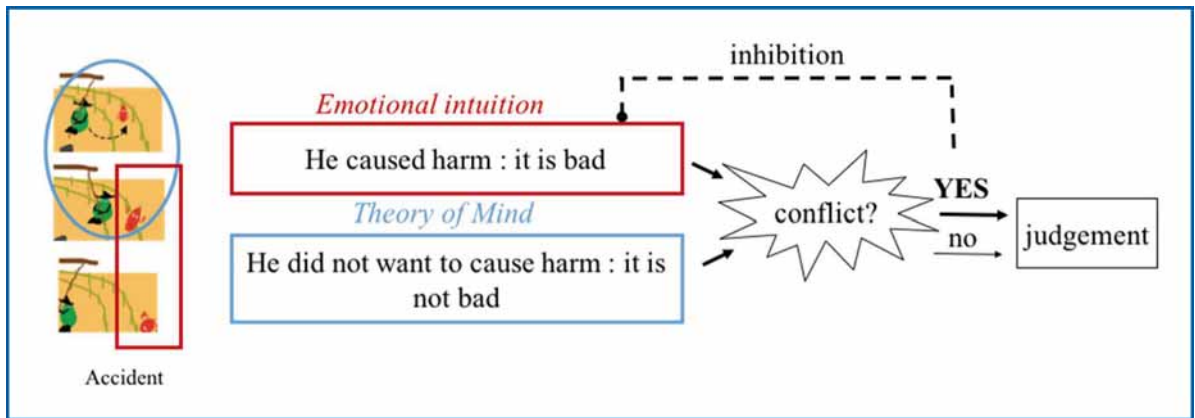 inhibition
Emotional intuition
He caused harm : it is bad
Theory of Mind
He did not want to cause harm : it is
not bad
conflict?
YES
no
judgement
Accident